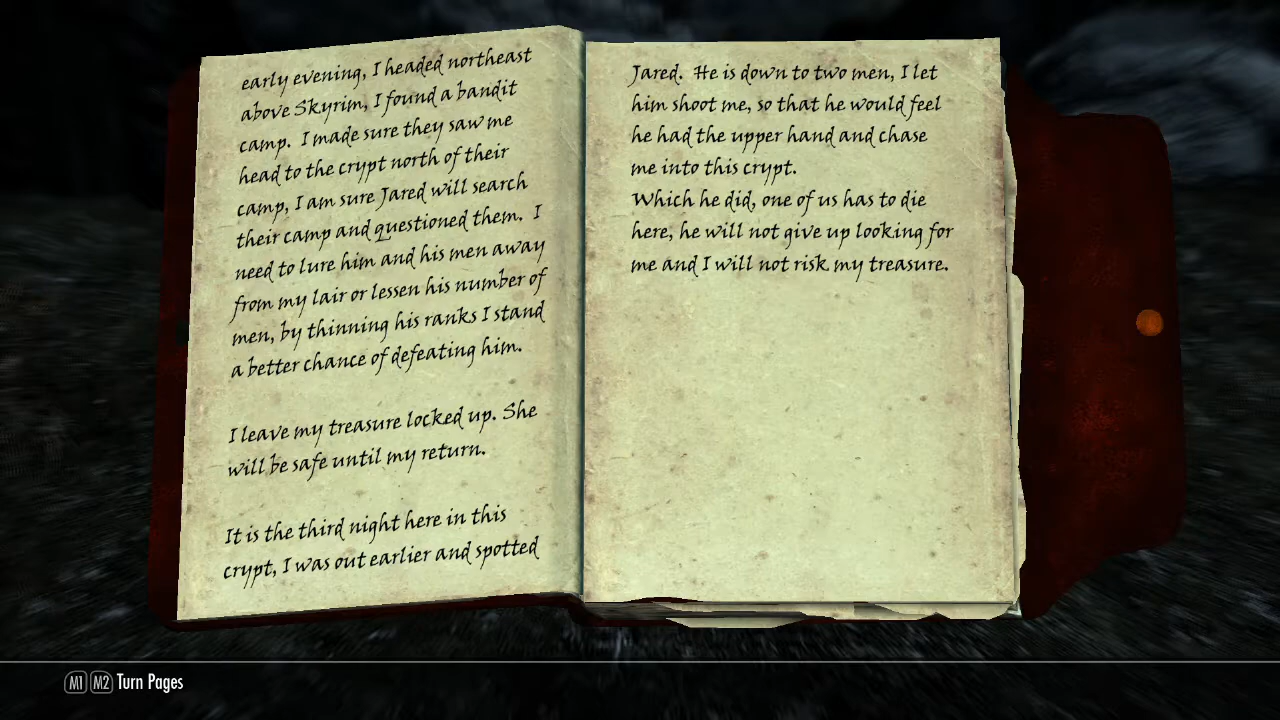 early evening, I headed northeast
above Skyrim, I found a bandit
camp. I made sure they saw me
head to the crypt north of their
camp, I am sure Jared will search
their camp and questioned them. I
need to lure him and his men away
from my lair or lessen his number of
men, by thinning his ranks I stand
a better chance of defeating him.
I leave my treasure locked up. She
will be safe until my return.
It is the third night here in this
crypt, I was out earlier and spotted
Jared. He is down to two men, I let
him shoot me, so that he would feel
he had the upper hand and chase
me into this crypt.
Which he did, one of us has to die
here, he will not give up looking for
me and I will not risk my treasure.
M1 M2 Turn Pages